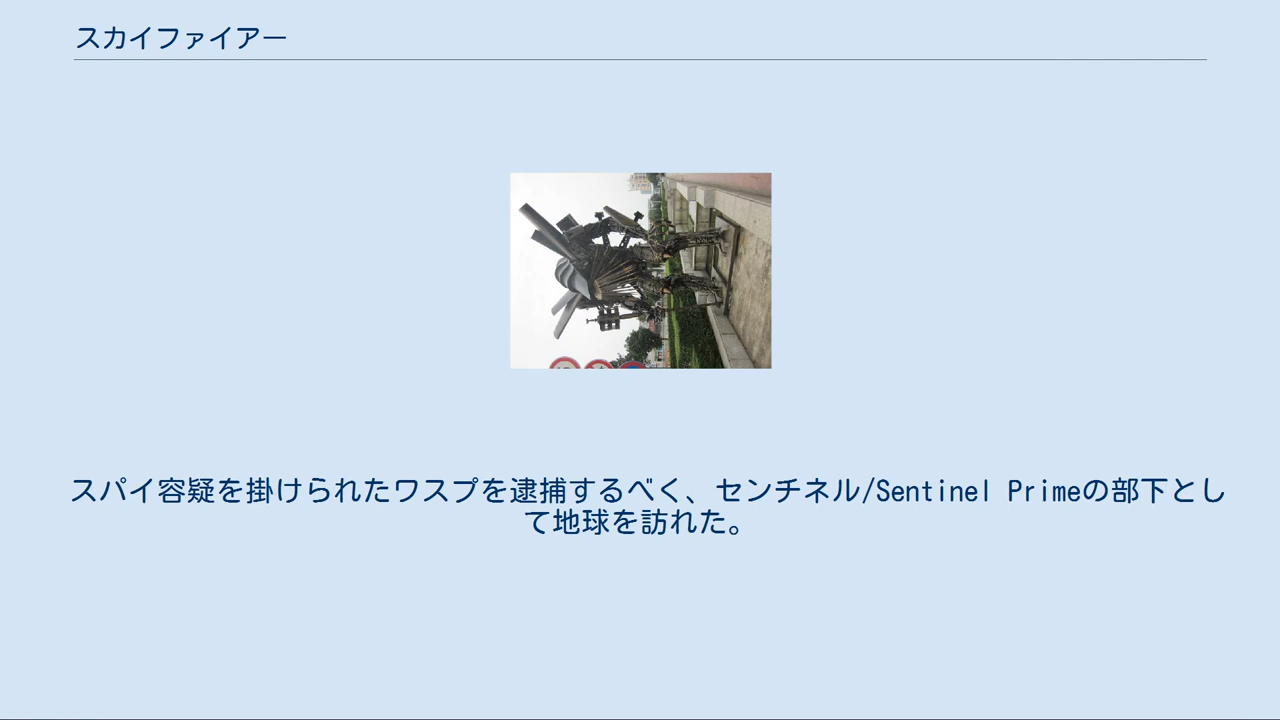 スカイファイアー
スパイ容疑を掛けられたワスプを逮捕するべく、センチネル/Sentinel Primeの部下とし
て地球を訪れた。